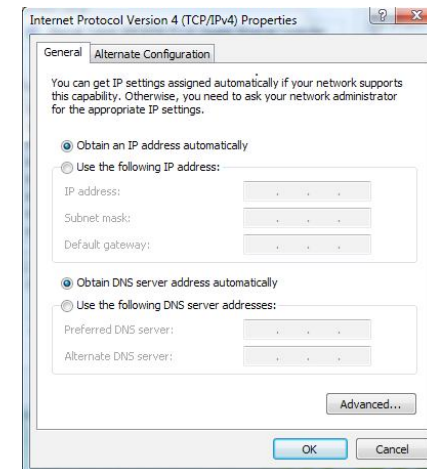 Internet Protocol Version 4 (TCP/IPv4) Properties
General Alternate Configuration
You can get IP settings assigned automatically if your network supports
this capability. Otherwise, you need to ask your network administrator
for the appropriate IP settings.
Obtain an IP address automatically
Use the following IP address:
IP address:
Subnet mask:
Default gateway:
Obtain DNS server address automatically
Use the following DNS server addresses:
Preferred DNS server:
Alternate DNS server:
Advanced...
OK Cancel